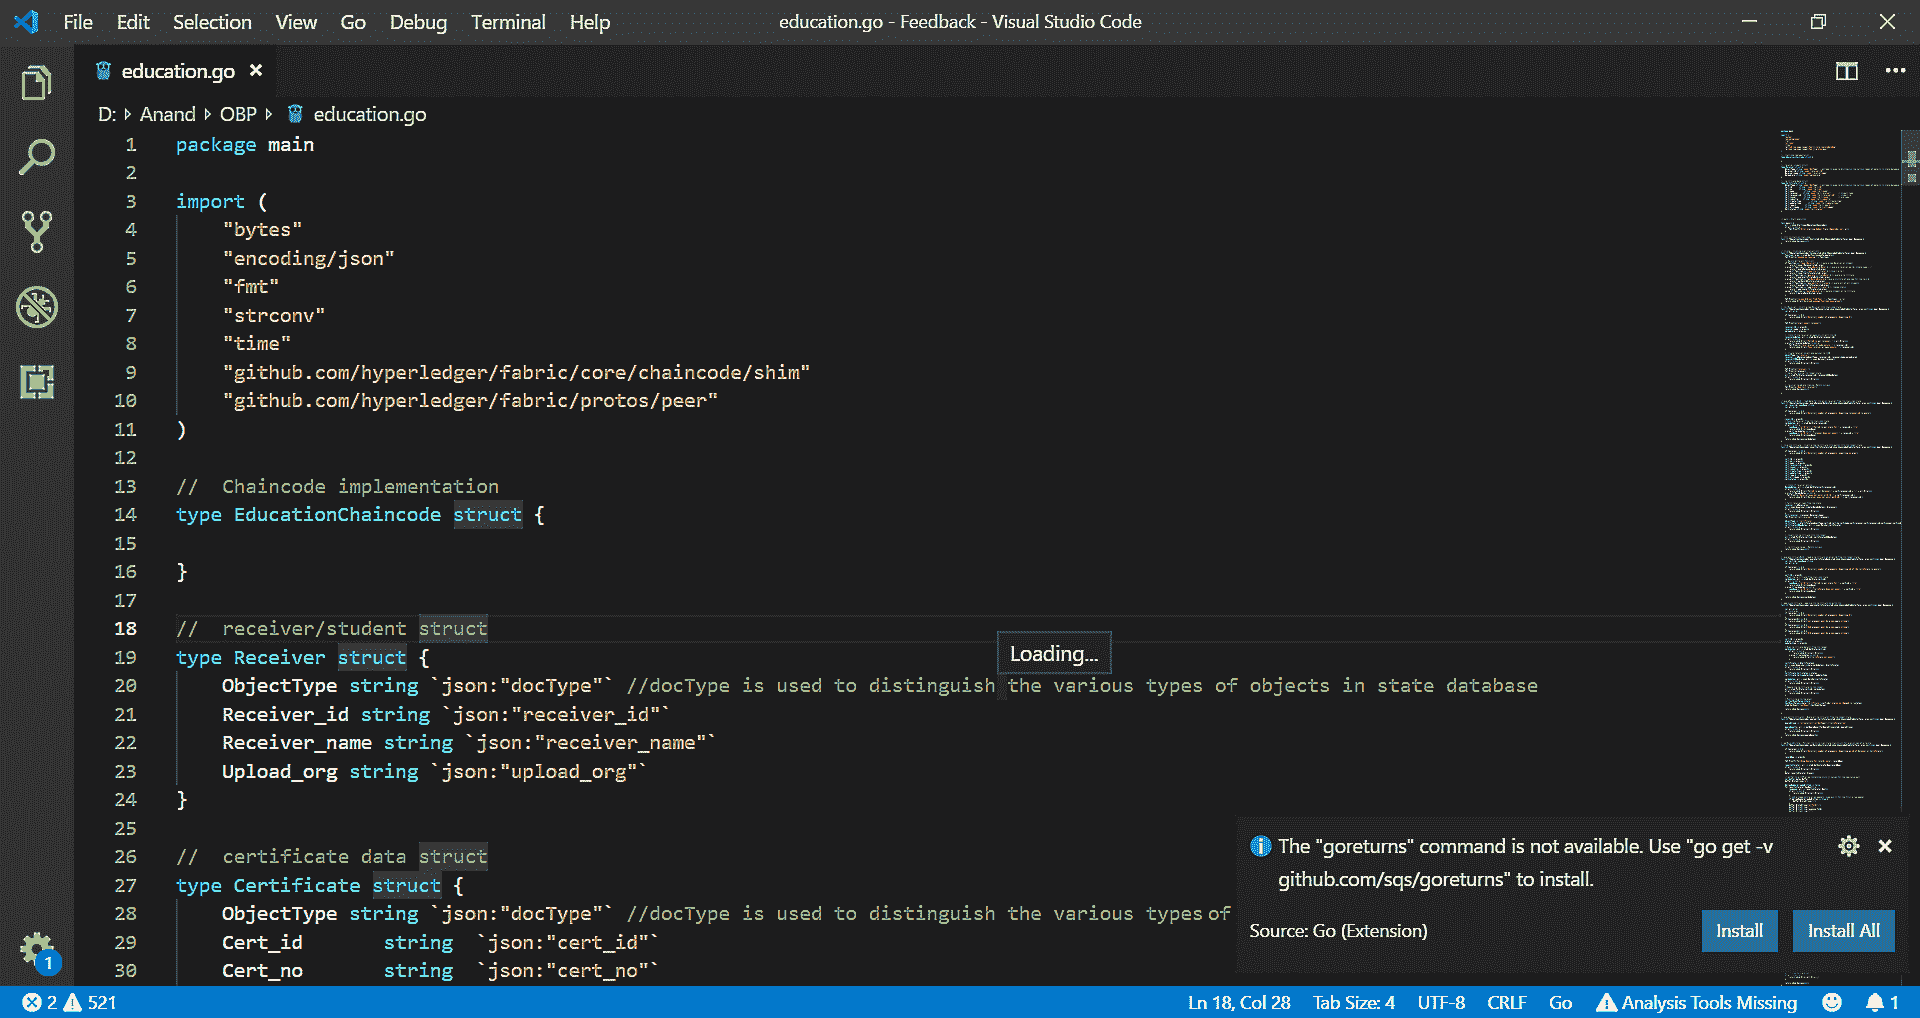 File Edit Selection View Go Debug Terminal Help education.go - Feedback - Visual Studio Code
education.go
D: Anand OBP education.go
1 package main
2
3 import (
4 "bytes"
5 "encoding/json"
6 "fmt"
7 "strconv"
8 "time"
9 "github.com/hyperledger/fabric/core/chaincode/shim"
10 "github.com/hyperledger/fabric/protos/peer"
11 )
12
13 // Chaincode implementation
14 type EducationChaincode struct {
15
16 }
17
18 // receiver/student struct
19 type Receiver struct {
Loading...
20 ObjectType string `json:"docType"` //docType is used to distinguish the various types of objects in state database
21 Receiver_id string `json:"receiver_id"`
22 Receiver_name string `json:"receiver_name"`
23 Upload_org string `json:"upload_org"`
24 }
25
26 // certificate data struct
27 type Certificate struct {
28 ObjectType string `json:"docType"` //docType is used to distinguish the various types of
29 Cert_id string `json:"cert_id"`
30 Cert_no string `json:"cert_no"`
The "goreturns" command is not available. Use "go get -v
github.com/sqs/goreturns" to install.
Source: Go (Extension) Install Install All
1
2 521 Ln 18, Col 28 Tab Size: 4 UTF-8 CRLF Go Analysis Tools Missing 1